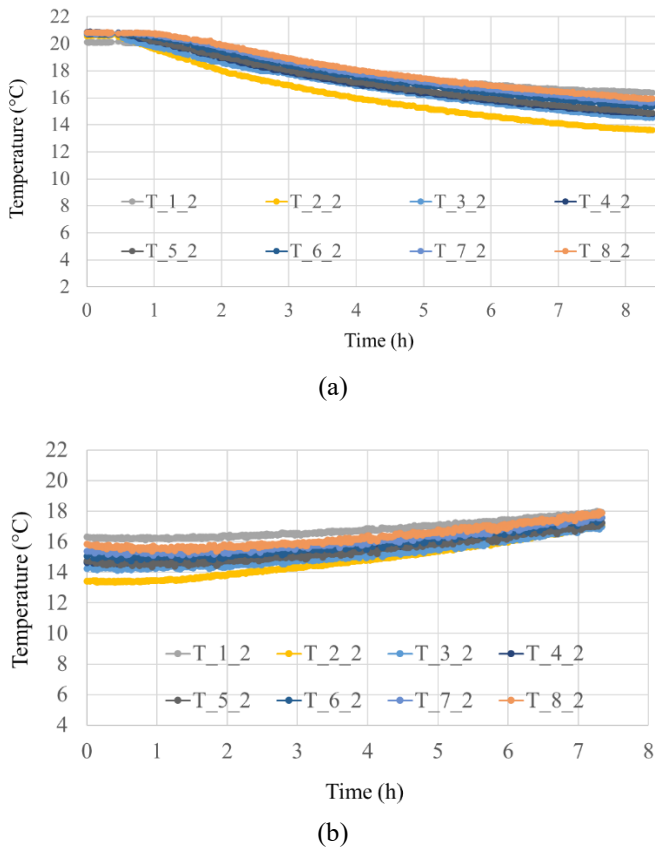 22
20
18
16
14
12
10
8
6
4
2
Temperature (°C)
T_1_2 T_2_2 T_3_2 T_4_2
T_5_2 T_6_2 T_7_2 T_8_2
0 1 2 3 4 5 6 7 8
Time (h)
(a)
22
20
18
16
14
12
10
8
6
4
Temperature (°C)
T_1_2 T_2_2 T_3_2 T_4_2
T_5_2 T_6_2 T_7_2 T_8_2
0 1 2 3 4 5 6 7 8
Time (h)
(b)